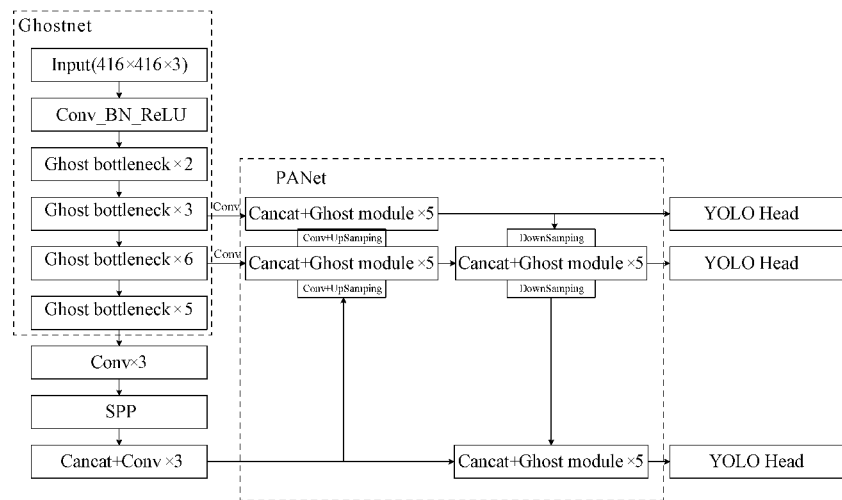 Ghostnet
Input(416×416×3)
Conv_BN_ReLU
Ghost bottleneck×2
Ghost bottleneck×3
Ghost bottleneck×6
Ghost bottleneck×5
Conv×3
SPP
Cancat+Conv×3
Conv
Conv
PANet
Cancat+Ghost module×5
Conv+UpSamping
Cancat+Ghost module×5
Conv+UpSamping
DownSamping
Cancat+Ghost module×5
DownSamping
Cancat+Ghost module×5
YOLO Head
YOLO Head
YOLO Head